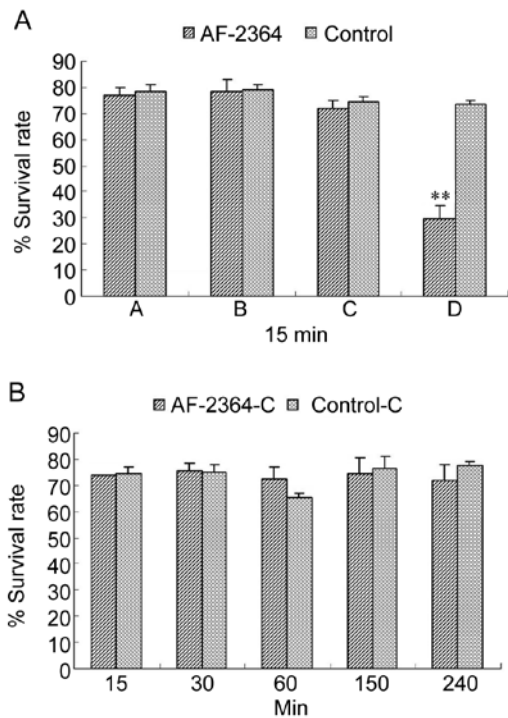 A
AF-2364 Control
% Survival rate
90
80
70
60
50
40
30
20
10
0
**
A B C D
15 min
B
AF-2364-C Control-C
% Survival rate
90
80
70
60
50
40
30
20
10
0
15 30 60 150 240
Min